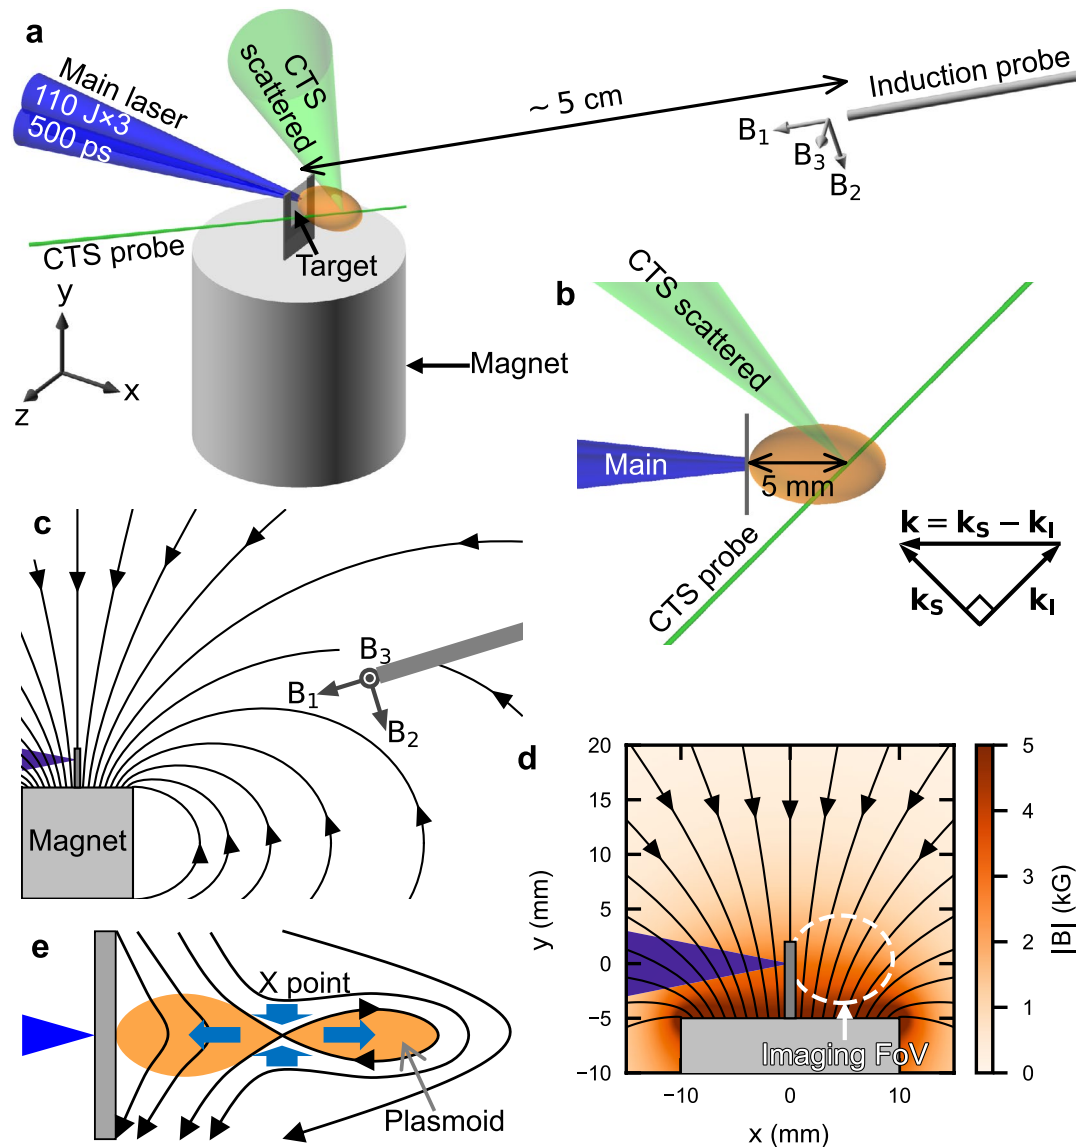 a
Main laser
110 J×3
500 ps
CTS
scattered
~ 5 cm
Induction probe
B1
B3
B2
CTS probe
Target
Magnet
y
x
z
b
CTS scattered
Main
5 mm
CTS probe
k = kS − kI
kS
kI
c
B3
B1
B2
Magnet
d
20
15
10
5
0
−5
−10
y (mm)
−10
0
10
x (mm)
Imaging FoV
5
4
3
2
1
0
|B| (kG)
e
X point
Plasmoid